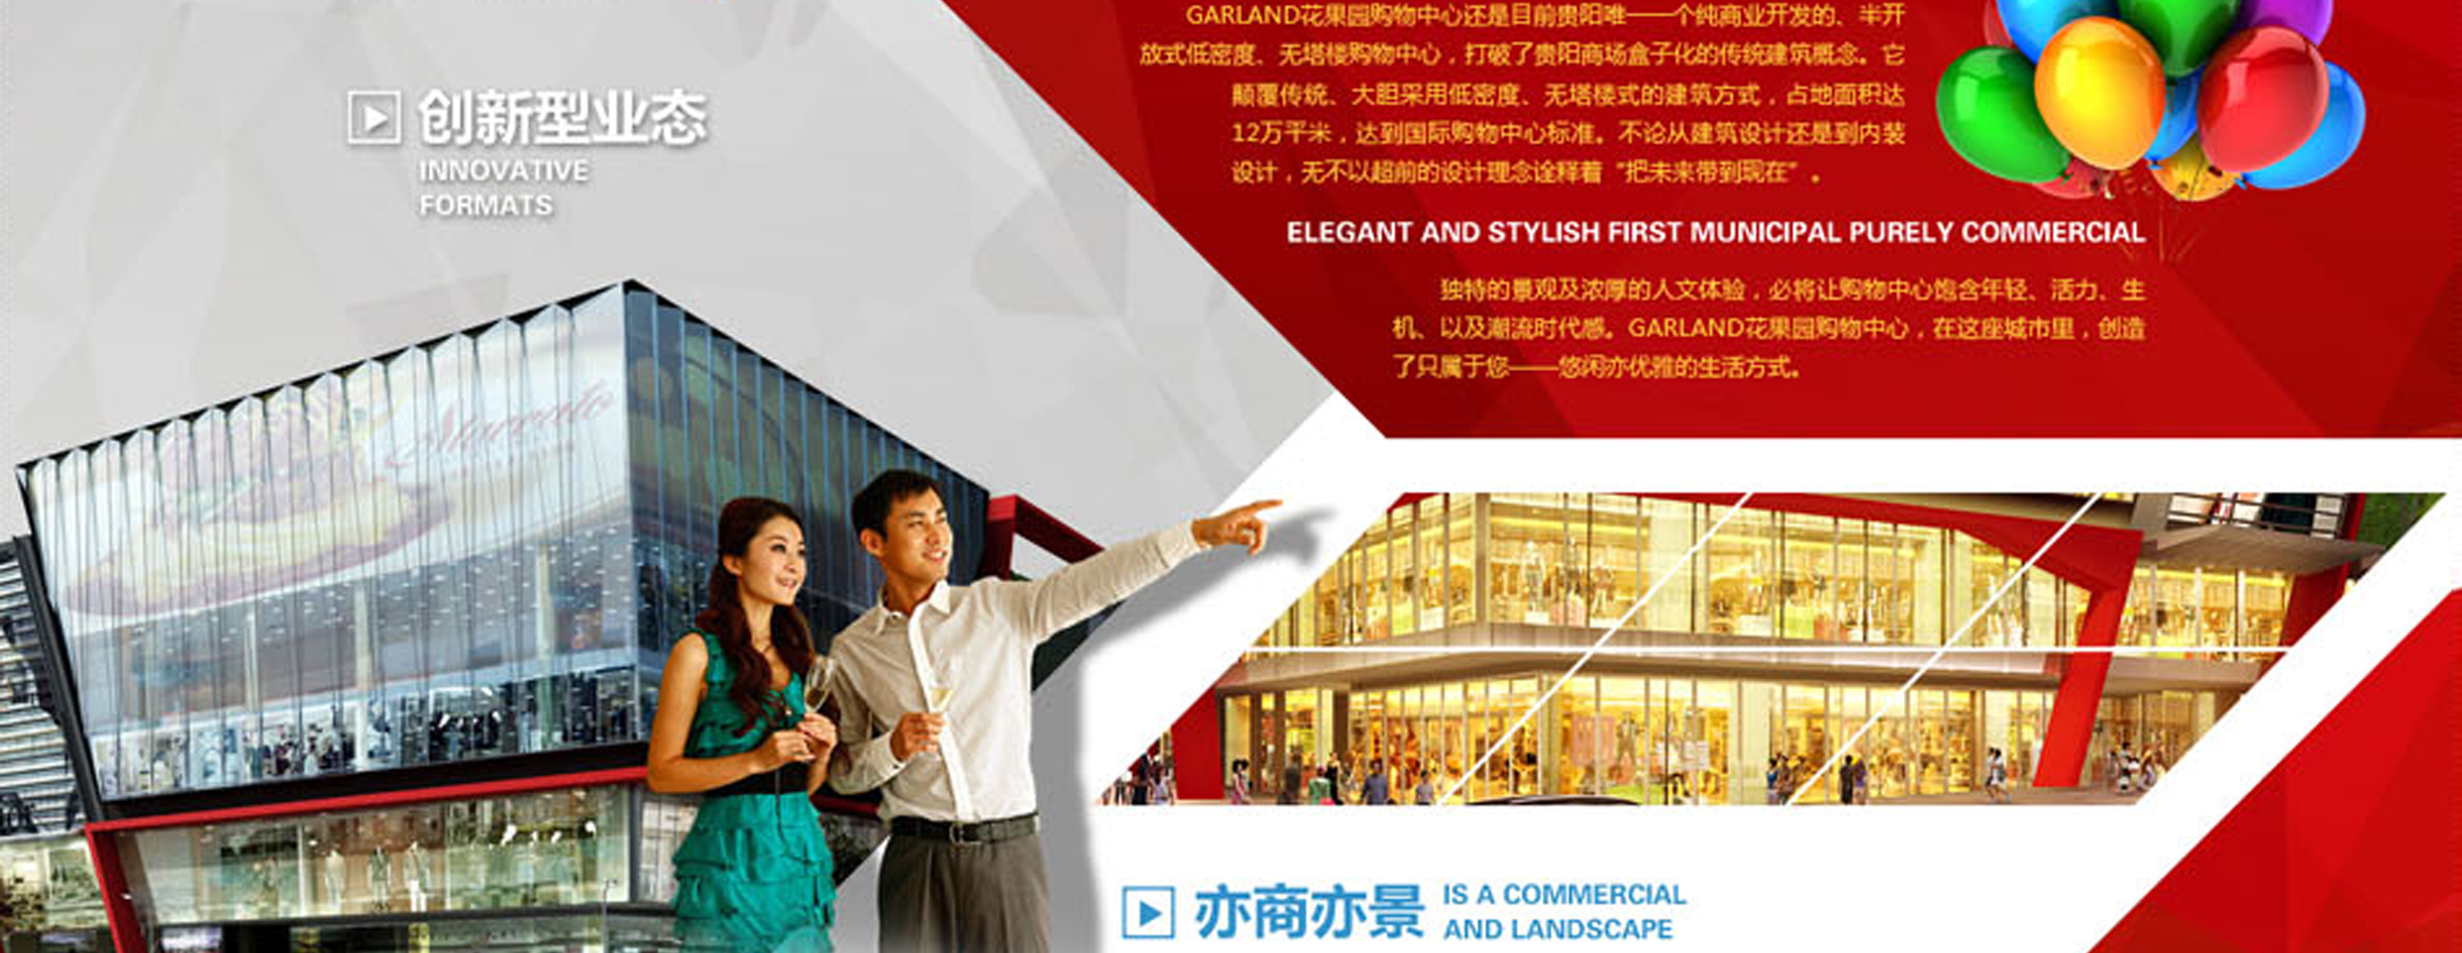 GARLAND花果园购物中心还是目前贵阳唯一一个纯商业开发的、半开
放式低密度、无塔楼购物中心，打破了贵阳商场盒子化的传统建筑概念。它
颠覆传统、大胆采用低密度、无塔楼式的建筑方式，占地面积达
12万平米，达到国际购物中心标准。不论从建筑设计还是到内装
设计，无不以超前的设计理念诠释着“把未来带到现在”。
创新型业态
INNOVATIVE
FORMATS
ELEGANT AND STYLISH FIRST MUNICIPAL PURELY COMMERCIAL
独特的景观及浓厚的人文体验，必将让购物中心饱含年轻、活力、生
机、以及潮流时代感。GARLAND花果园购物中心，在这座城市里，创造
了只属于您——悠闲亦优雅的生活方式。
亦商亦景
IS A COMMERCIAL
AND LANDSCAPE